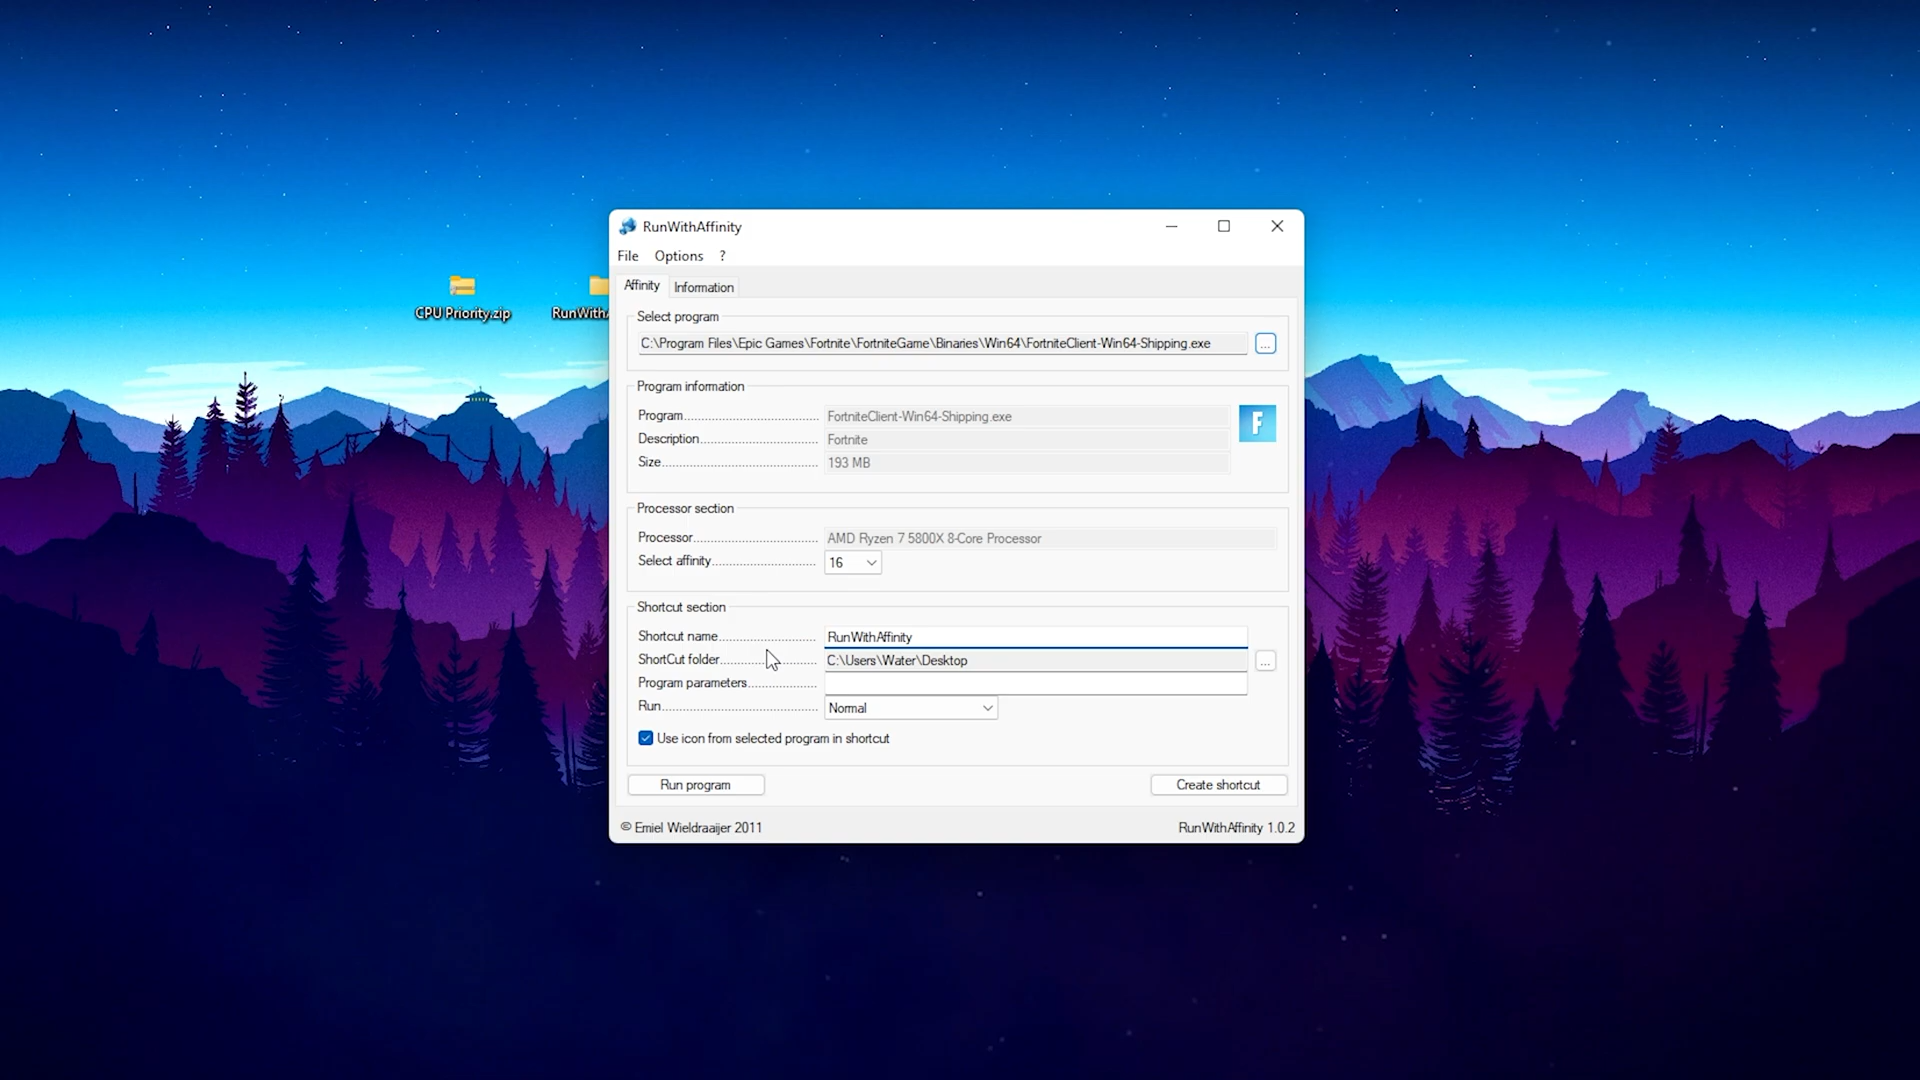 RunWithAffinity
File Options ?
Affinity Information
CPU Priority.zip
RunWith
Select program
C:\Program Files\Epic Games\Fortnite\FortniteGame\Binaries\Win64\FortniteClient-Win64-Shipping.exe ...
Program information
Program FortniteClient-Win64-Shipping.exe
F
Description Fortnite
Size 193 MB
Processor section
Processor AMD Ryzen 7 5800X 8-Core Processor
Select affinity 16
Shortcut section
Shortcut name RunWithAffinity
ShortCut folder C:\Users\Water\Desktop ...
Program parameters
Run Normal
Use icon from selected program in shortcut
Run program Create shortcut
© Emiel Wieldraaijer 2011 RunWithAffinity 1.0.2